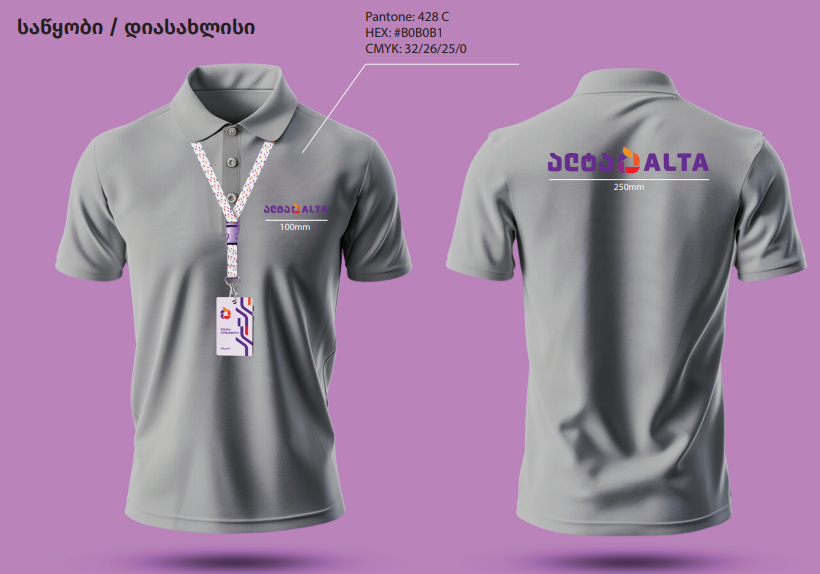 საწყობი / დიასახლისი
Pantone: 428 C
HEX: #B0B0B1
CMYK: 32/26/25/0
ალტა ALTA
100mm
ალტა ALTA
250mm